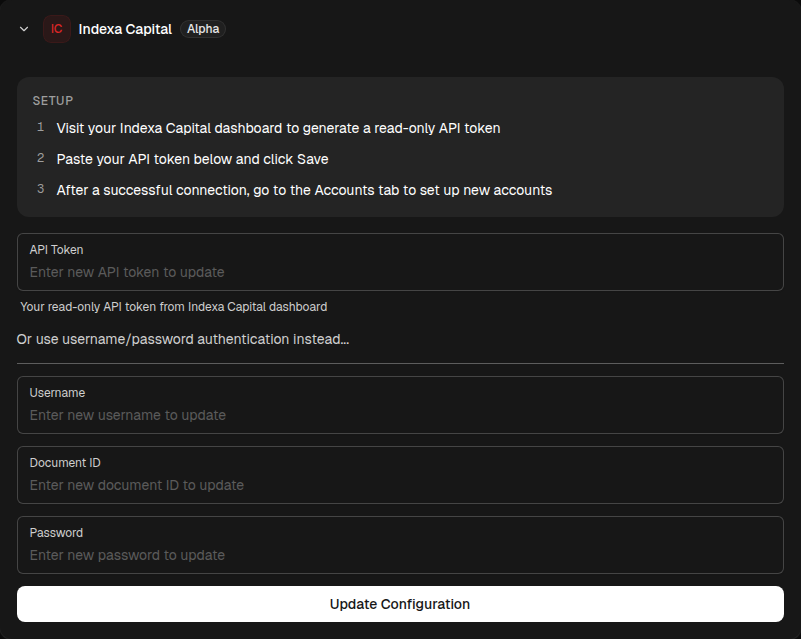 IC Indexa Capital Alpha
SETUP
1 Visit your Indexa Capital dashboard to generate a read-only API token
2 Paste your API token below and click Save
3 After a successful connection, go to the Accounts tab to set up new accounts
API Token
Enter new API token to update
Your read-only API token from Indexa Capital dashboard
Or use username/password authentication instead...
Username
Enter new username to update
Document ID
Enter new document ID to update
Password
Enter new password to update
Update Configuration